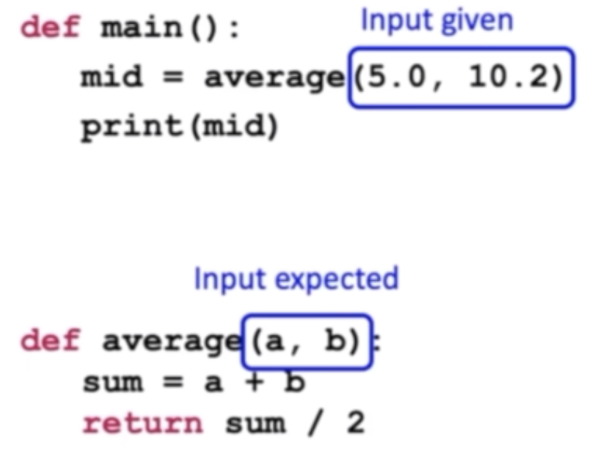 Input given
def main():
mid = average(5.0, 10.2)
print(mid)
Input expected
def average(a, b):
sum = a + b
return sum / 2